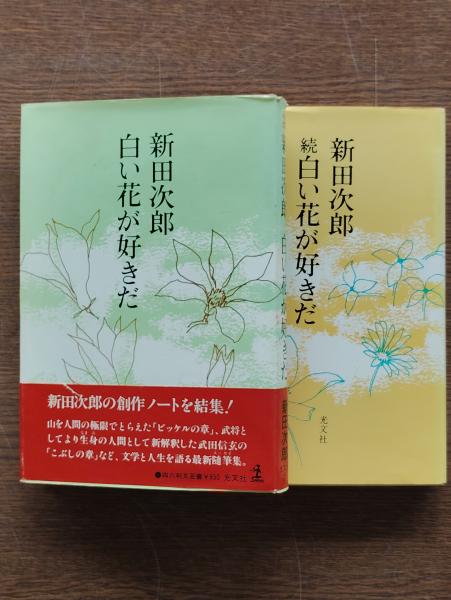 新田次郎
白い花が好きだ
新田次郎の創作ノートを結集!
山を人間の極限でとらえた「ピッケルの章」、武将と
してより生身の人間として新解釈した武田信玄の
「こぶしの章」など、文学と人生を語る最新随筆集。
光文社
新田次郎
新田次郎
続 白い花が好きだ
光文社